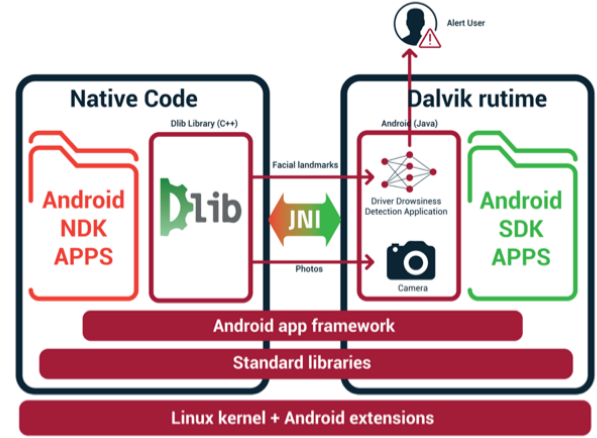 Alert User
Native Code
Dalvik rutime
Dlib Library (C++)
Android (Java)
Android
NDK
APPS
Dlib
Facial landmarks
JNI
Photos
Driver Drowsiness
Detection Application
Camera
Android
SDK
APPS
Android app framework
Standard libraries
Linux kernel + Android extensions